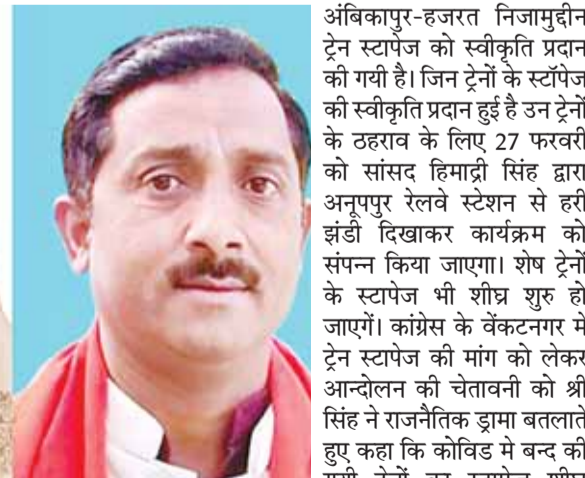 अंबिकापुर-हजरत निजामुद्दीन
ट्रेन स्टापेज को स्वीकृति प्रदान
की गयी है। जिन ट्रेनों के स्टॉपेज
की स्वीकृति प्रदान हुई है उन ट्रेनों
के ठहराव के लिए 27 फरवरी
को सांसद हिमाद्री सिंह द्वारा
अनूपपुर रेलवे स्टेशन से हरी
झंडी दिखाकर कार्यक्रम को
संपन्न किया जाएगा। शेष ट्रेनों
के स्टापेज भी शीघ्र शुरु हो
जाएगें। कांग्रेस के वेंकटनगर मे
ट्रेन स्टापेज की मांग को लेकर
आन्दोलन की चेतावनी को श्री
सिंह ने राजनैतिक ड्रामा बतलाते
हुए कहा कि कोविड मे बन्द की